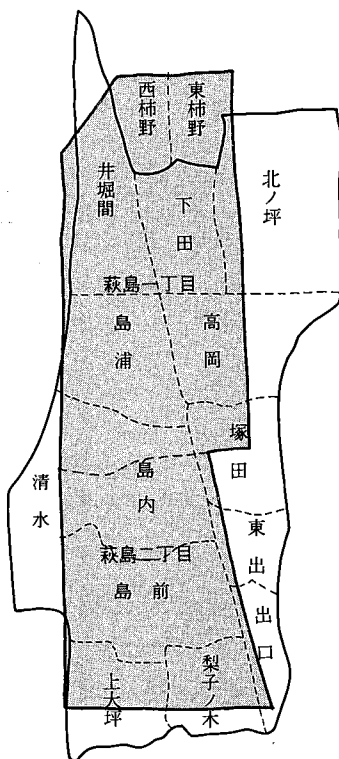 東柿野
西柿野
井堀間
下田
北ノ坪
萩島一丁目
島浦
高岡
塚田
清水
島内
東出
萩島二丁目
島前
出口
梨子ノ木
上大坪